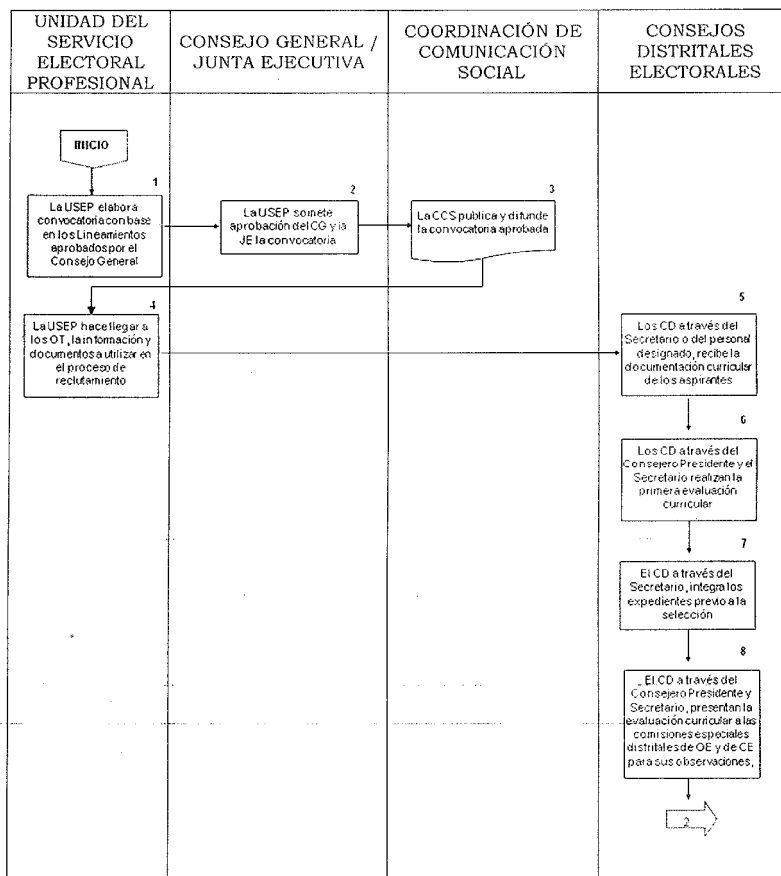 UNIDAD DEL
SERVICIO
ELECTORAL
PROFESIONAL
CONSEJO GENERAL /
JUNTA EJECUTIVA
COORDINACIÓN DE
COMUNICACIÓN
SOCIAL
CONSEJOS
DISTRITALES
ELECTORALES
INICIO
1
La USEP elabora
convocatoria con base
en los Lineamientos
aprobados por el
Consejo General
2
La USEP somete
aprobación del CG y la
JE la convocatoria
3
La CCS publica y difunde
la convocatoria aprobada
4
La USEP hace llegar a
los OT, la información y
documentos a utilizar en
el proceso de
reclutamiento
5
Los CD a través del
Secretario o del personal
designado, recibe la
documentación curricular
de los aspirantes
6
Los CD a través del
Consejero Presidente y el
Secretario realizan la
primera evaluación
curricular
7
El CD a través del
Secretario, integra los
expedientes previo a la
selección
8
El CD a través del
Consejero Presidente y
Secretario, presentan la
evaluación curricular a las
comisiones especiales
distritales de OE y de CE
para sus observaciones,
2